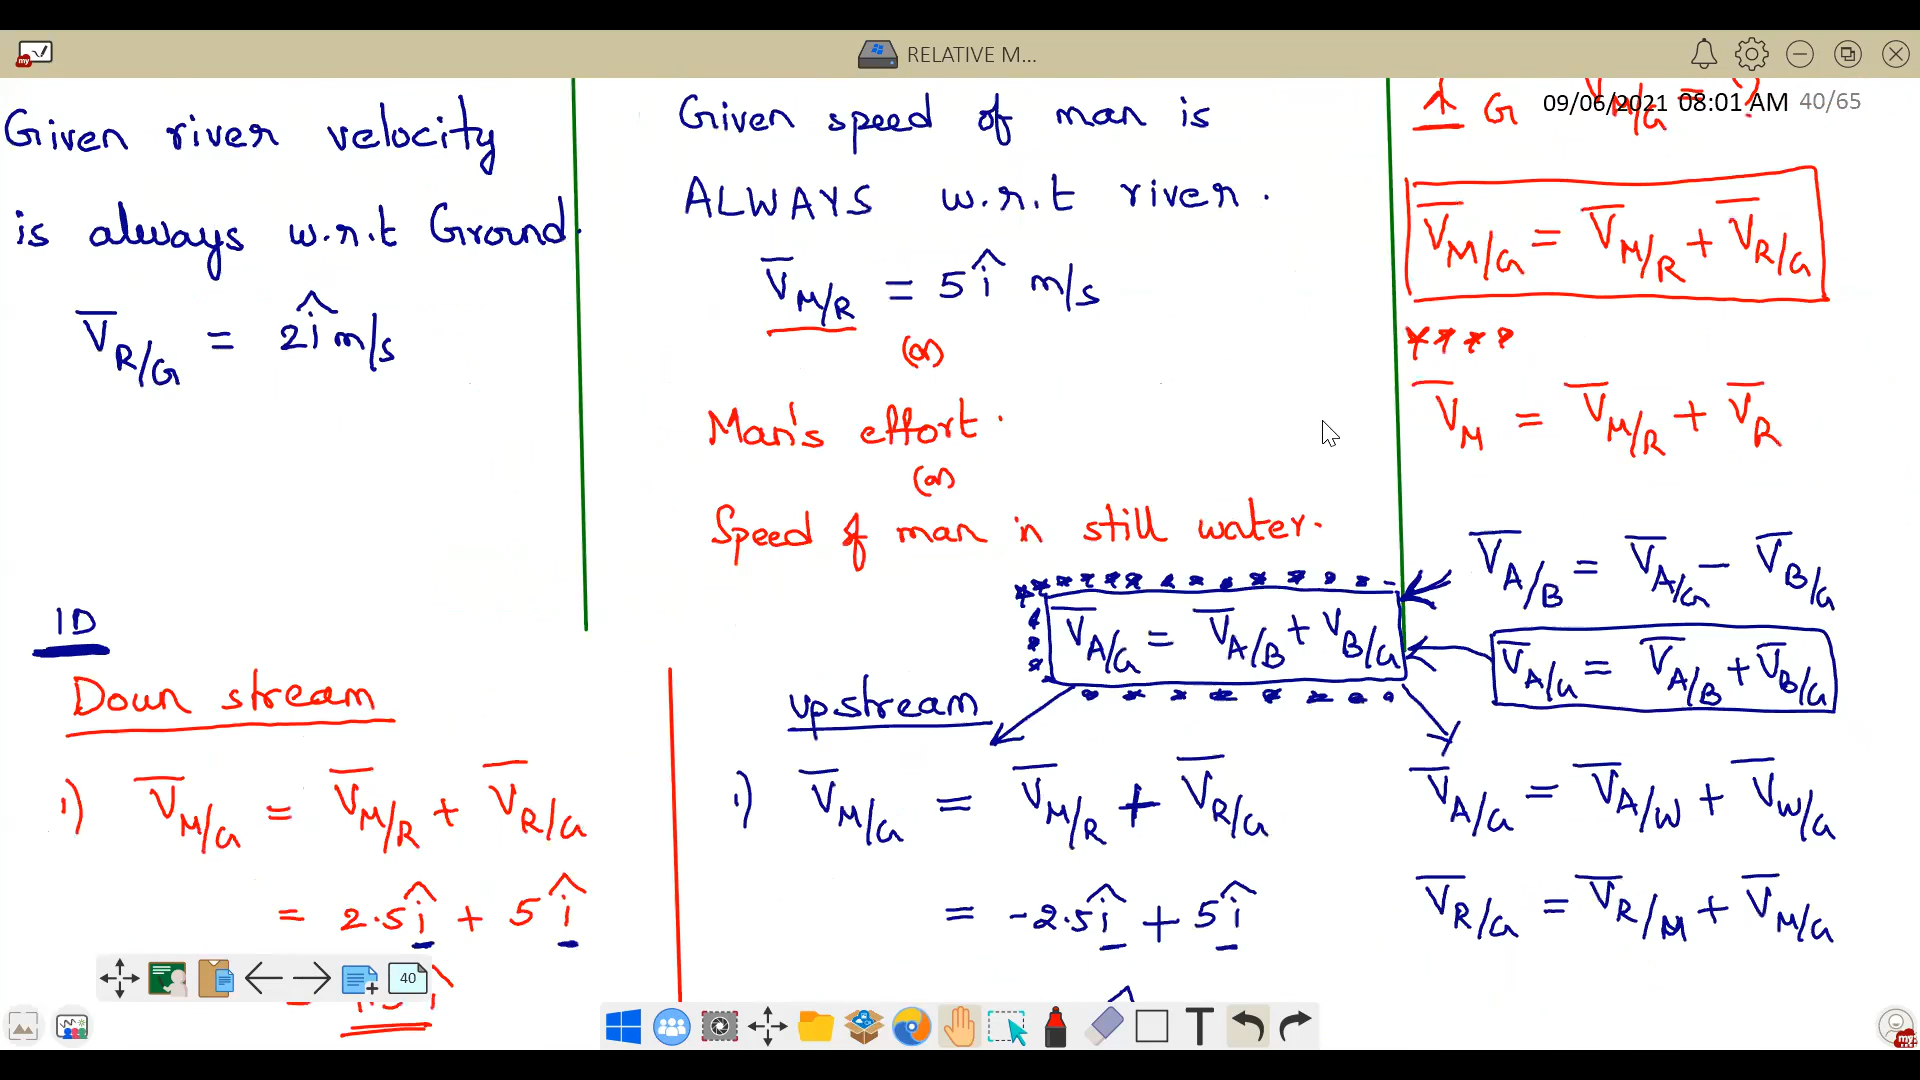 RELATIVE M...
09/06/2021 08:01 AM 40/65
Given river velocity
is always w.r.t Ground.
V̅R/G = 2î m/s
Given speed of man is
ALWAYS w.r.t river.
V̅M/R = 5î m/s
(or)
Man's effort.
(or)
Speed of man in still water.
G V̅M/G = ?
V̅M/G = V̅M/R + V̅R/G
****
V̅M = V̅M/R + V̅R
V̅A/B = V̅A/G - V̅B/G
V̅A/G = V̅A/B + V̅B/G
V̅A/G = V̅A/B + VB/G
1D
Down stream
1) V̅M/G = V̅M/R + V̅R/G
= 2.5î + 5î
upstream
1) V̅M/G = V̅M/R + V̅R/G
= -2.5î + 5î
V̅A/G = V̅A/W + V̅W/G
V̅R/G = V̅R/M + V̅M/G
40
T